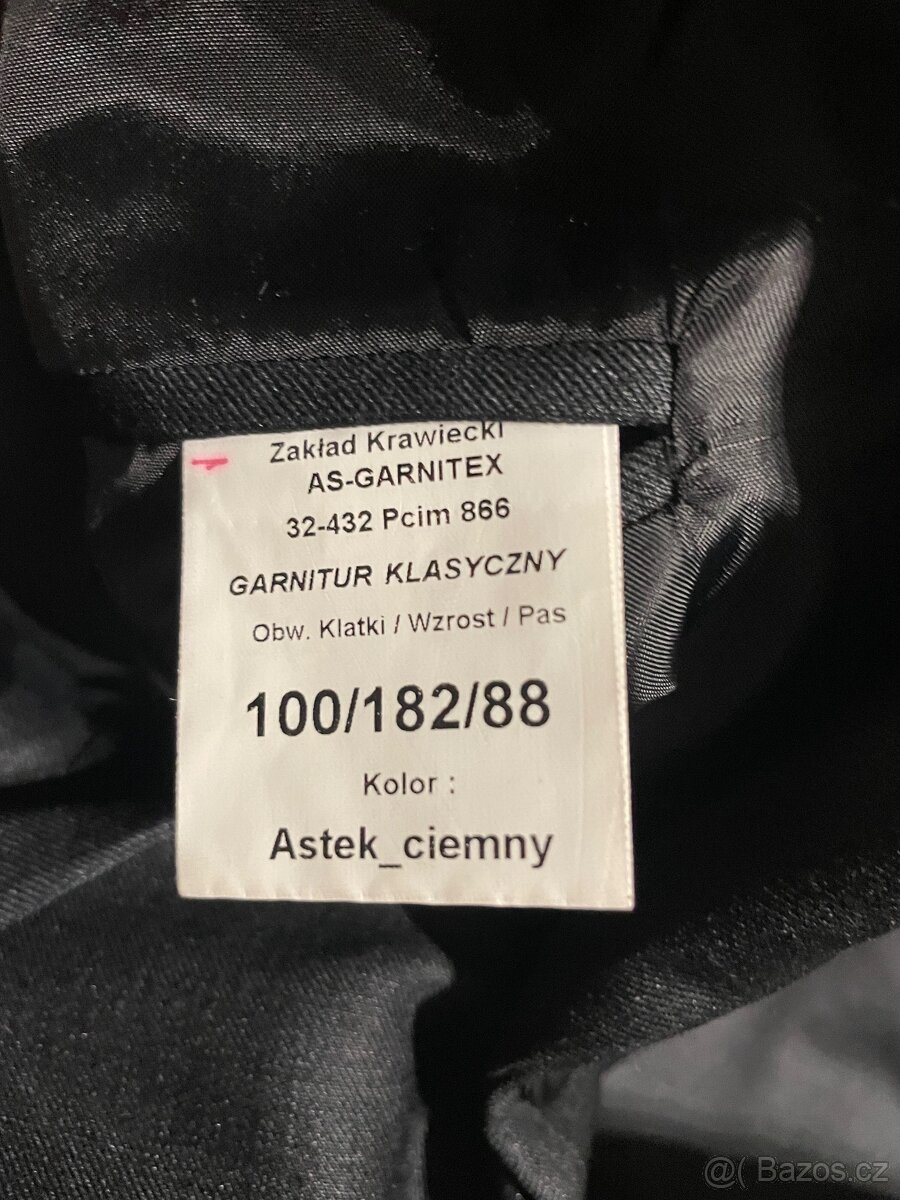 Zakład Krawiecki
AS-GARNITEX
32-432 Pcim 866
GARNITUR KLASYCZNY
Obw. Klatki / Wzrost / Pas
100/182/88
Kolor :
Astek_ciemny
@( Bazos.cz